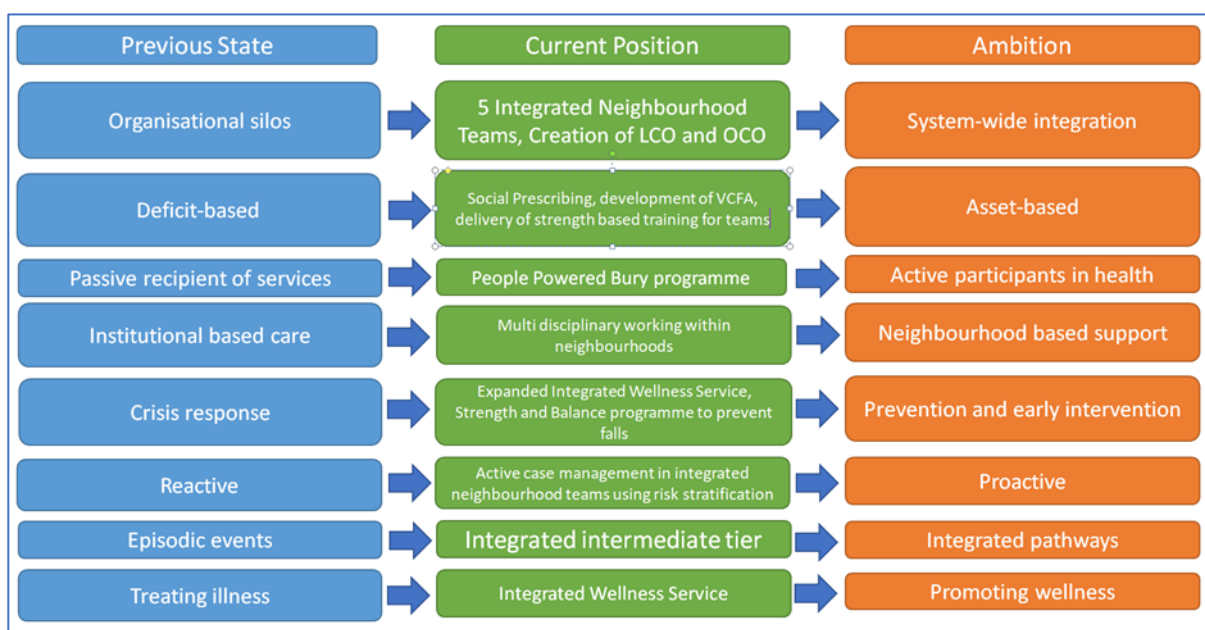 Previous State
Current Position
Ambition
Organisational silos
5 Integrated Neighbourhood
Teams, Creation of LCO and OCO
System-wide integration
Deficit-based
Social Prescribing, development of VCFA,
delivery of strength based training for teams
Asset-based
Passive recipient of services
People Powered Bury programme
Active participants in health
Institutional based care
Multi disciplinary working within
neighbourhoods
Neighbourhood based support
Crisis response
Expanded Integrated Wellness Service,
Strength and Balance programme to prevent
falls
Prevention and early intervention
Reactive
Active case management in integrated
neighbourhood teams using risk stratification
Proactive
Episodic events
Integrated intermediate tier
Integrated pathways
Treating illness
Integrated Wellness Service
Promoting wellness